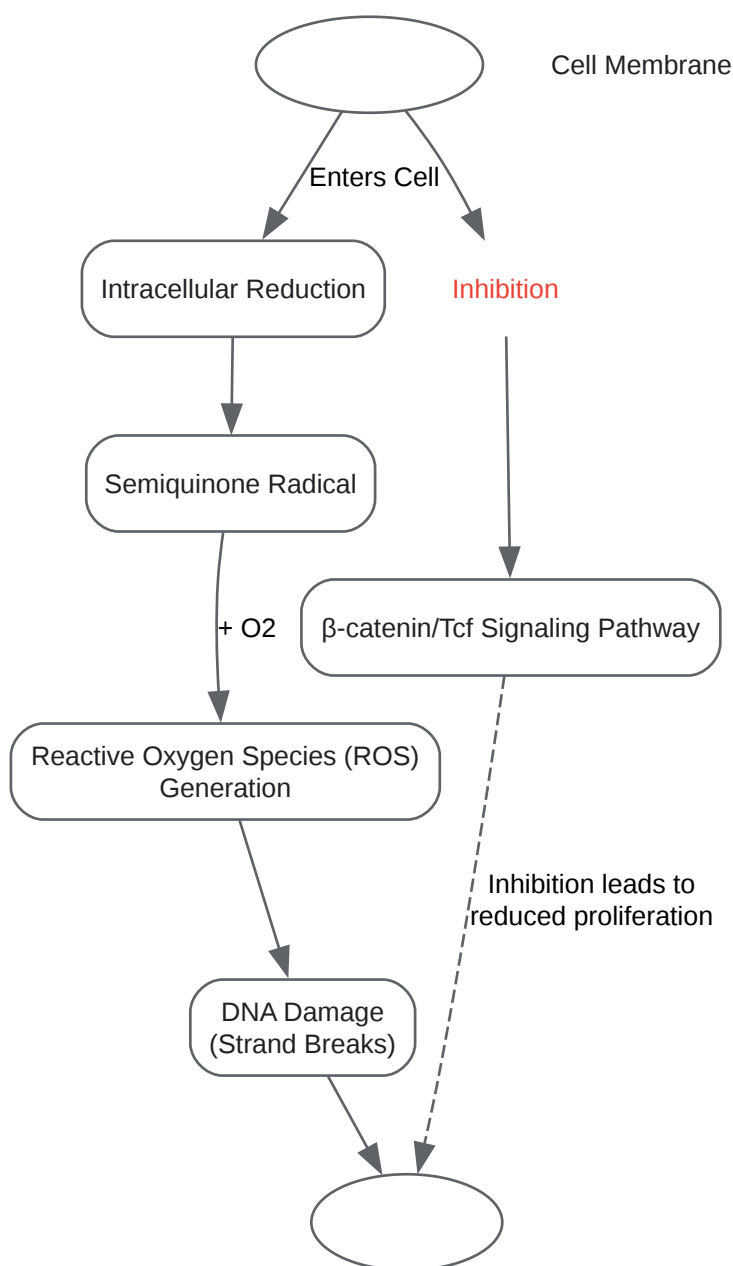 Cell Membrane
Enters Cell
Intracellular Reduction
Inhibition
Semiquinone Radical
+ O2
β-catenin/Tcf Signaling Pathway
Reactive Oxygen Species (ROS)
Generation
Inhibition leads to
reduced proliferation
DNA Damage
(Strand Breaks)